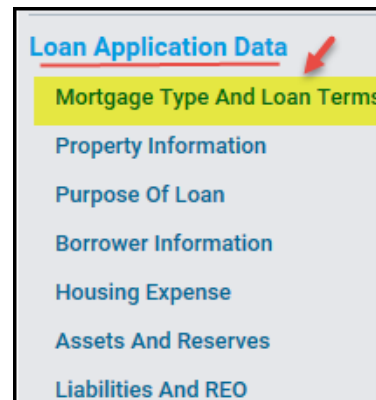 Loan Application Data
Mortgage Type And Loan Terms
Property Information
Purpose Of Loan
Borrower Information
Housing Expense
Assets And Reserves
Liabilities And REO